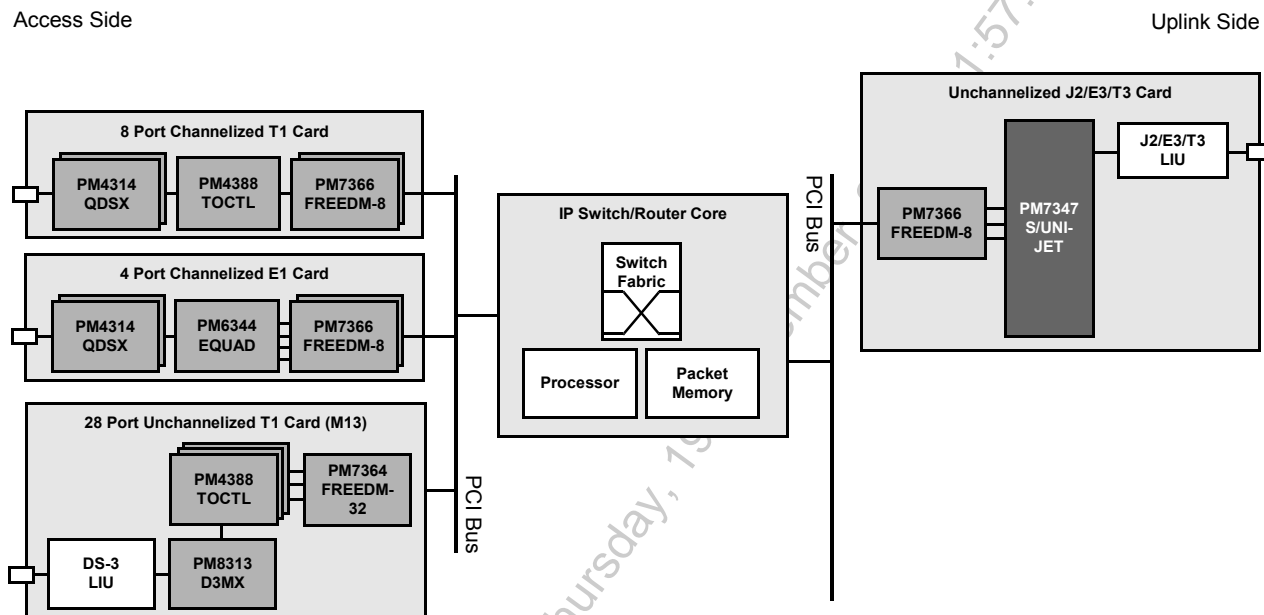 Access Side
Uplink Side
8 Port Channelized T1 Card
PM4314
QDSX
PM4388
TOCTL
PM7366
FREEDM-8
4 Port Channelized E1 Card
PM4314
QDSX
PM6344
EQUAD
PM7366
FREEDM-8
28 Port Unchannelized T1 Card (M13)
PM4388
TOCTL
PM7364
FREEDM-
32
DS-3
LIU
PM8313
D3MX
PCI Bus
IP Switch/Router Core
Switch
Fabric
Processor
Packet
Memory
PCI Bus
Unchannelized J2/E3/T3 Card
PM7366
FREEDM-8
PM7347
S/UNI-
JET
J2/E3/T3
LIU